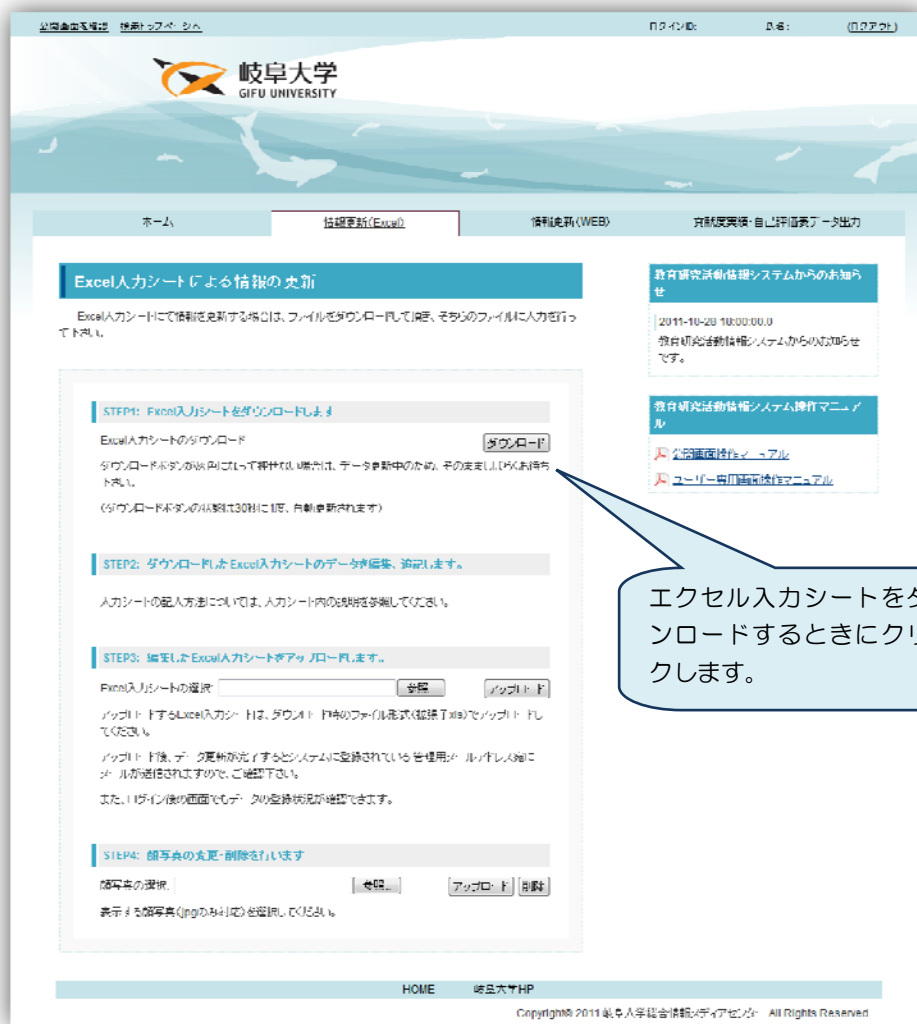 公開画面を確認 検索トップページへ ログインID: 氏名: (ログアウト)
岐阜大学
GIFU UNIVERSITY
ホーム 情報更新(Excel) 情報更新(WEB) 貢献度実績・自己評価表データ出力
Excel入力シートによる情報の更新
Excel入力シートにて情報を更新する場合は、ファイルをダウンロードして頂き、そちらのファイルに入力を行っ
て下さい。
STEP1: Excel入力シートをダウンロードします
Excel入力シートのダウンロード ダウンロード
ダウンロードボタンが灰色になって押せない場合は、データ更新中のため、そのまましばらくお待ち
下さい。
(ダウンロードボタンの状態は30秒に1度、自動更新されます)
STEP2: ダウンロードしたExcel入力シートのデータを編集、追記します。
入力シートの記入方法については、入力シート内の説明を参照してください。
STEP3: 編集したExcel入力シートをアップロードします。
Excel入力シートの選択: 参照... アップロード
アップロードするExcel入力シートは、ダウンロード時のファイル形式(拡張子xls)でアップロードし
てください。
アップロード後、データ更新が完了するとシステムに登録されている管理用メールアドレス宛に
メールが送信されますので、ご確認下さい。
また、ログイン後の画面でもデータの登録状況が確認できます。
STEP4: 顔写真の変更・削除を行います
顔写真の選択: 参照... アップロード 削除
表示する顔写真(jpgのみ対応)を選択してください。
教育研究活動情報システムからのお知ら
せ
2011-10-28 18:00:00.0
教育研究活動情報システムからのお知らせ
です。
教育研究活動情報システム操作マニュア
ル
公開画面操作マニュアル
ユーザー専用画面操作マニュアル
エクセル入力シートをダ
ンロードするときにクリ
クします。
HOME 岐阜大学HP
Copyright© 2011 岐阜大学総合情報メディアセンター All Rights Reserved